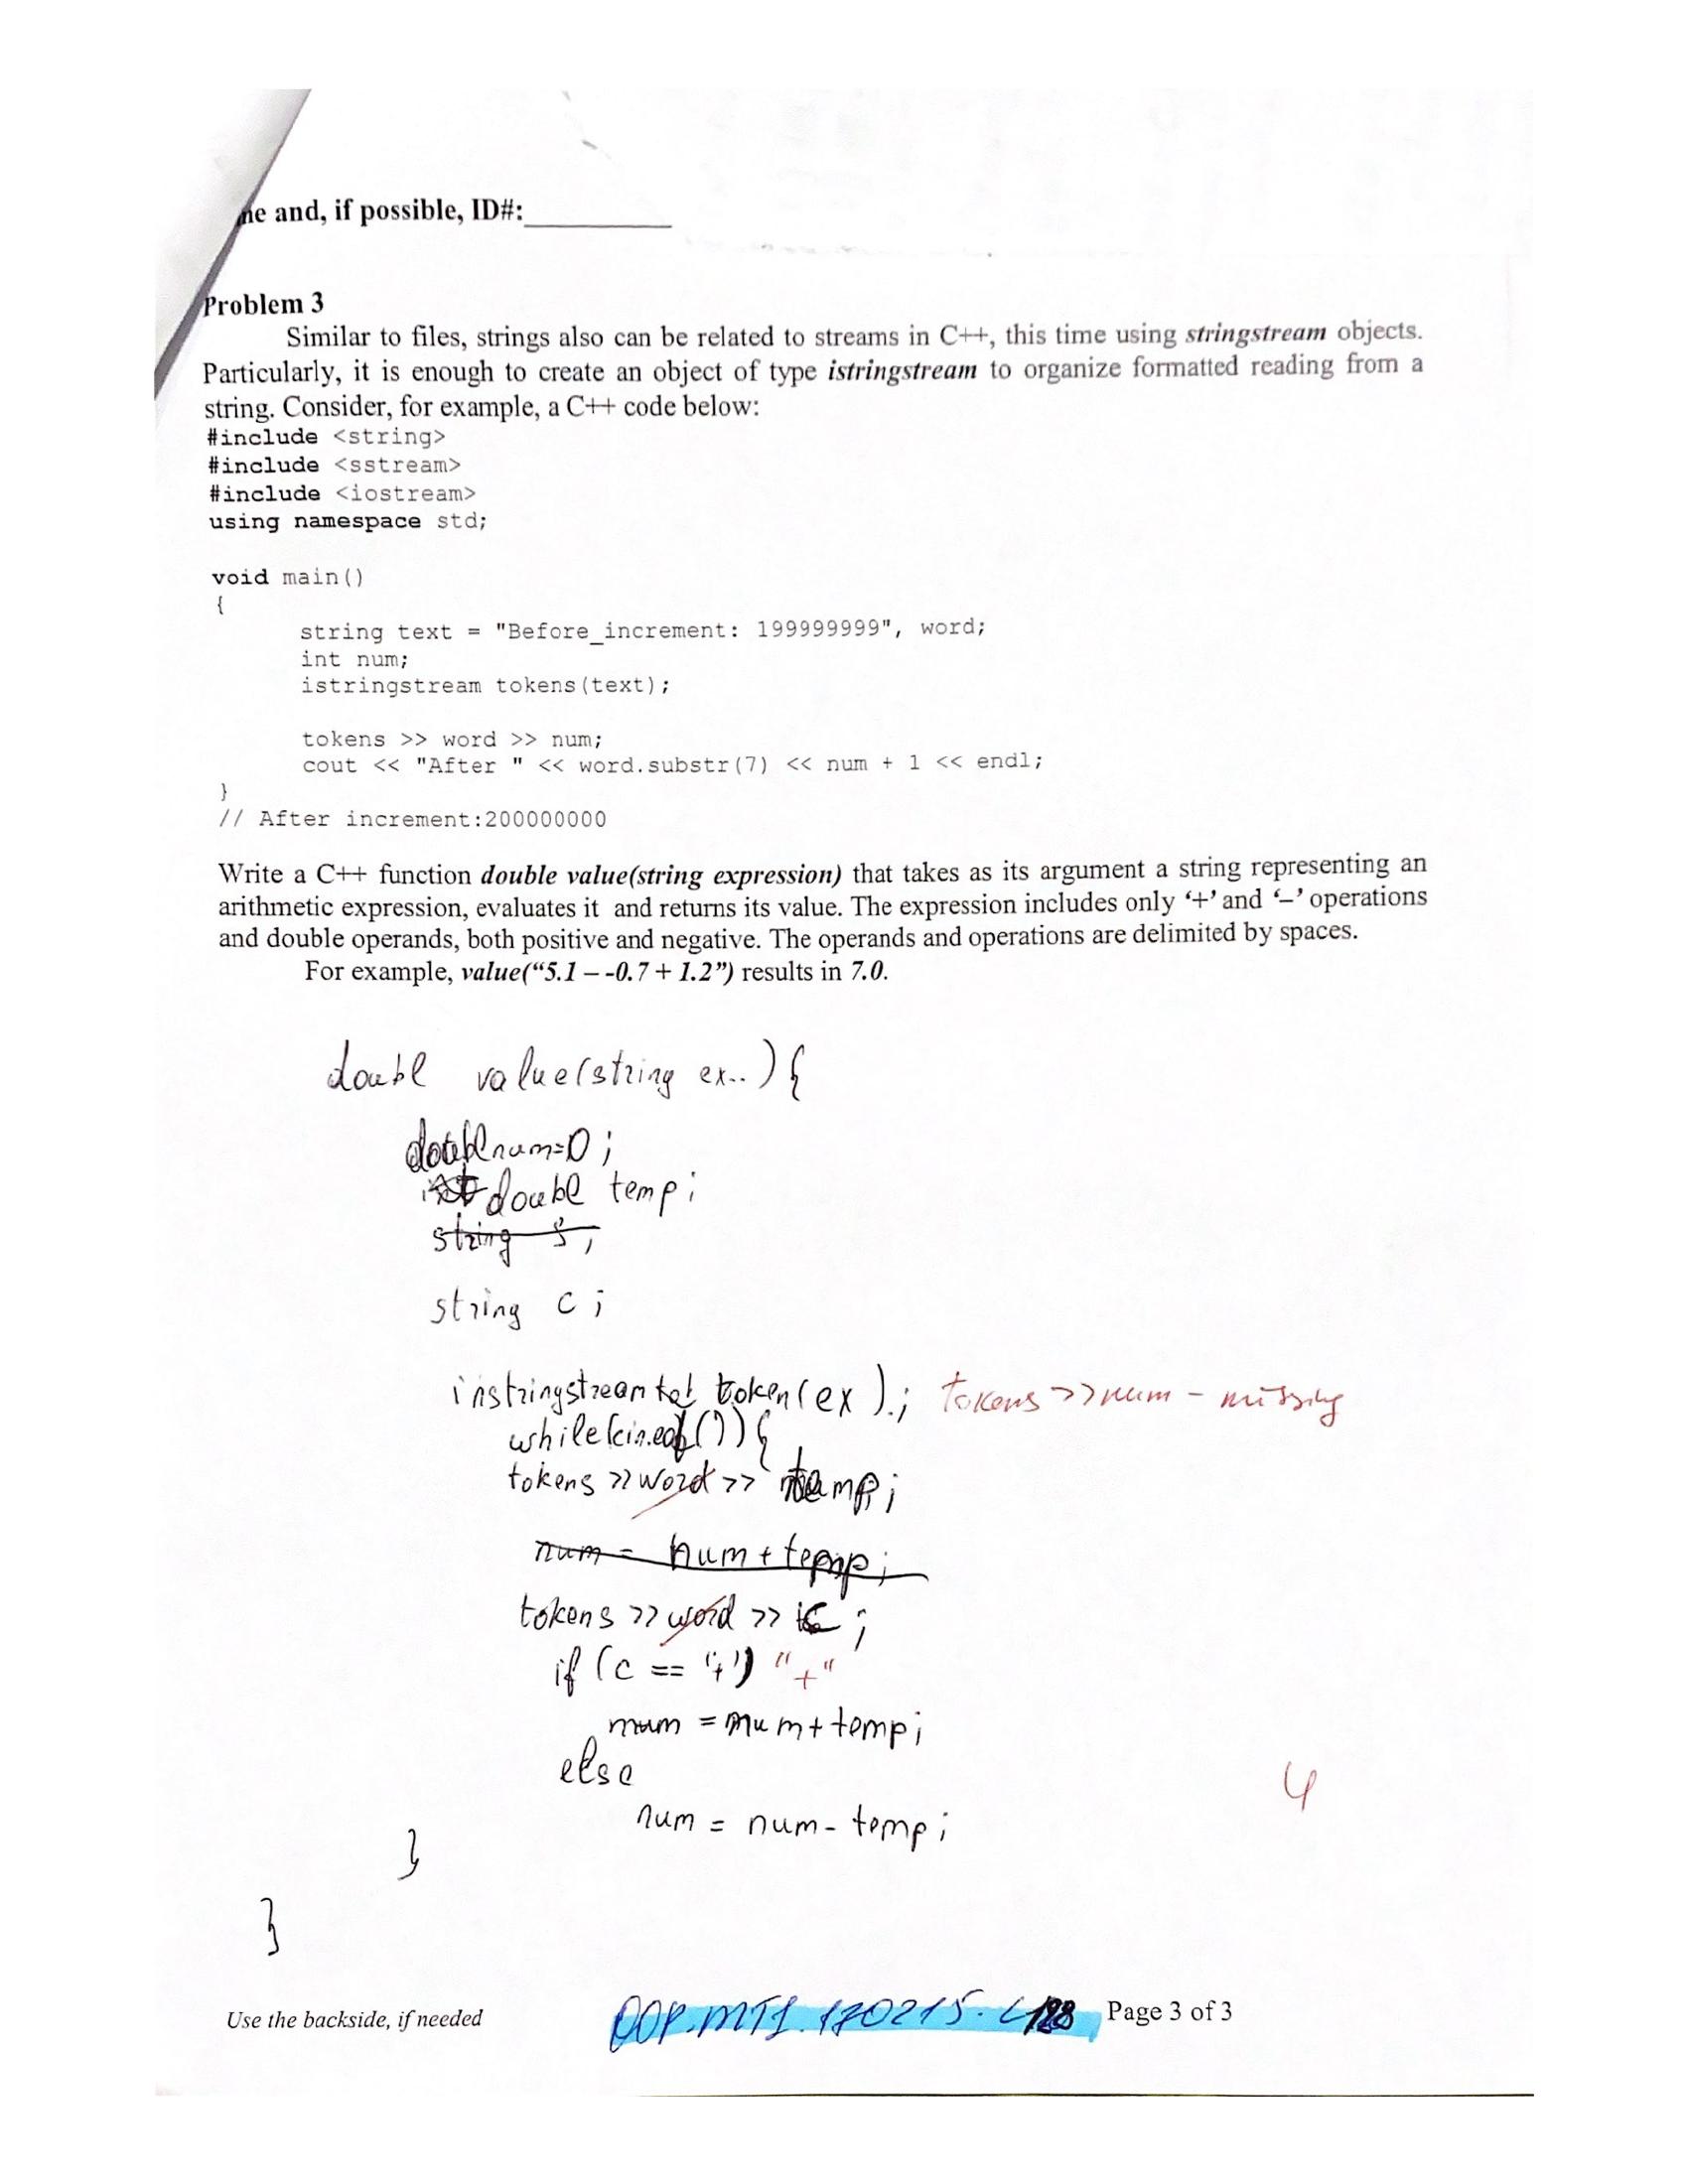 ne and, if possible, ID#:__________
Problem 3
Similar to files, strings also can be related to streams in C++, this time using stringstream objects.
Particularly, it is enough to create an object of type istringstream to organize formatted reading from a
string. Consider, for example, a C++ code below:
#include <string>
#include <sstream>
#include <iostream>
using namespace std;
void main()
{
string text = "Before_increment: 199999999", word;
int num;
istringstream tokens(text);
tokens >> word >> num;
cout << "After " << word.substr(7) << num + 1 << endl;
}
// After increment:200000000
Write a C++ function double value(string expression) that takes as its argument a string representing an
arithmetic expression, evaluates it and returns its value. The expression includes only ‘+’ and ‘–’ operations
and double operands, both positive and negative. The operands and operations are delimited by spaces.
For example, value(“5.1 – -0.7 + 1.2”) results in 7.0.
doubl value(string ex..) {
doubl num=0;
int double temp;
string s;
string c;
instringstream tok token(ex ).; tokens >> num - missing
while(cin.eof()){
tokens >> word >> temp;
num = num + temp;
tokens >> word >> c ;
if (c == '+') "+"
num = num + temp;
else
num = num - temp;
4
}
}
Use the backside, if needed
OOP.MT1.170215. Page 3 of 3